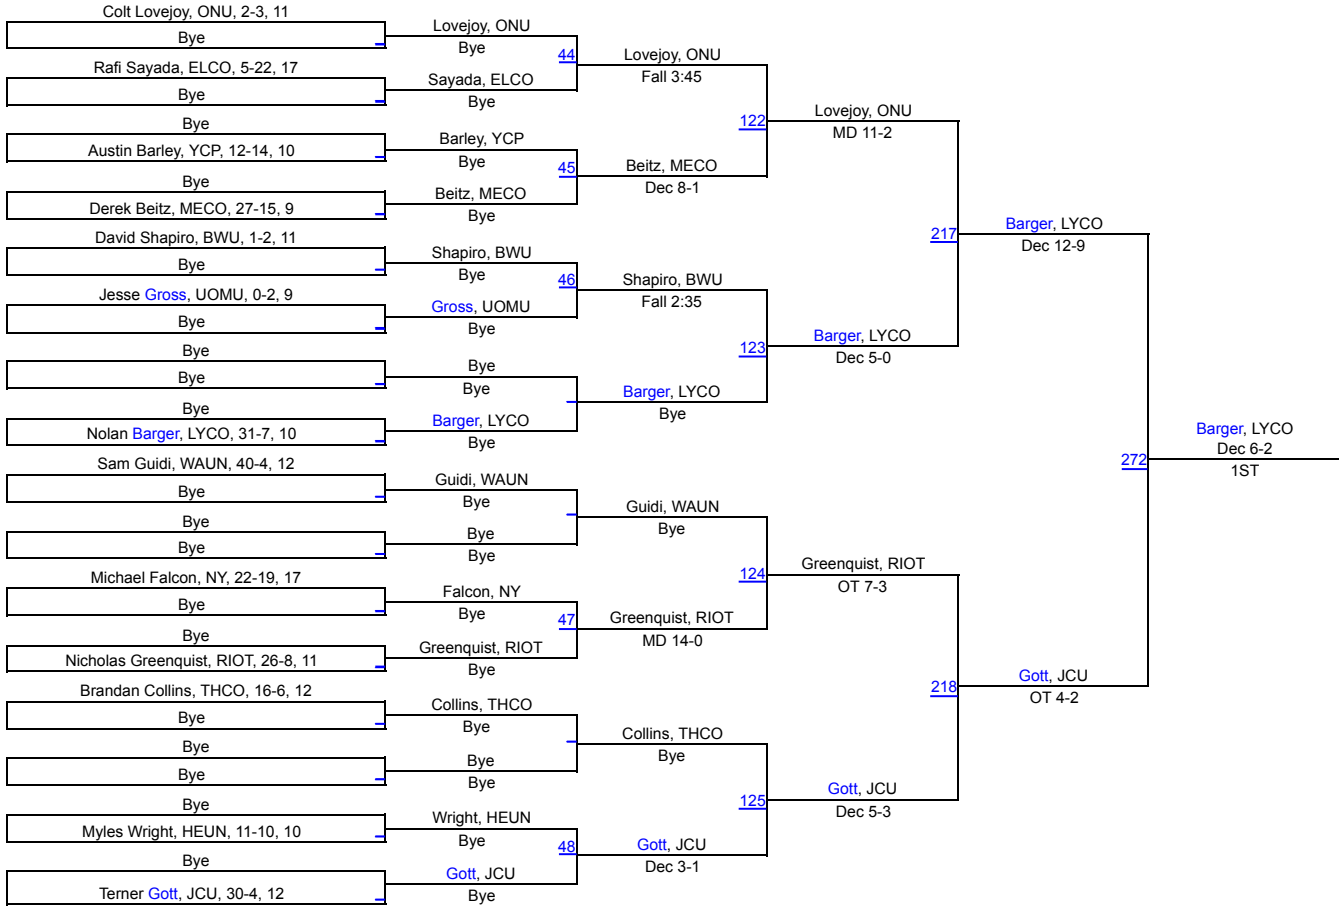 Colt Lovejoy, ONU, 2-3, 11
Bye
Rafi Sayada, ELCO, 5-22, 17
Bye
Bye
Austin Barley, YCP, 12-14, 10
Bye
Derek Beitz, MECO, 27-15, 9
David Shapiro, BWU, 1-2, 11
Bye
Jesse Gross, UOMU, 0-2, 9
Bye
Bye
Bye
Bye
Nolan Barger, LYCO, 31-7, 10
Sam Guidi, WAUN, 40-4, 12
Bye
Bye
Bye
Michael Falcon, NY, 22-19, 17
Bye
Bye
Nicholas Greenquist, RIOT, 26-8, 11
Brandan Collins, THCO, 16-6, 12
Bye
Bye
Bye
Bye
Myles Wright, HEUN, 11-10, 10
Bye
Terner Gott, JCU, 30-4, 12
Lovejoy, ONU
Bye
44
Sayada, ELCO
Bye
Barley, YCP
Bye
45
Beitz, MECO
Bye
Shapiro, BWU
Bye
46
Gross, UOMU
Bye
Bye
Bye
Barger, LYCO
Bye
Guidi, WAUN
Bye
Bye
Bye
Falcon, NY
Bye
47
Greenquist, RIOT
Bye
Collins, THCO
Bye
Bye
Bye
Wright, HEUN
Bye
48
Gott, JCU
Bye
Lovejoy, ONU
Fall 3:45
122
Beitz, MECO
Dec 8-1
Shapiro, BWU
Fall 2:35
123
Barger, LYCO
Bye
Guidi, WAUN
Bye
124
Greenquist, RIOT
MD 14-0
Collins, THCO
Bye
125
Gott, JCU
Dec 3-1
Lovejoy, ONU
MD 11-2
217
Barger, LYCO
Dec 5-0
Greenquist, RIOT
OT 7-3
218
Gott, JCU
Dec 5-3
Barger, LYCO
Dec 12-9
272
Gott, JCU
OT 4-2
Barger, LYCO
Dec 6-2
1ST